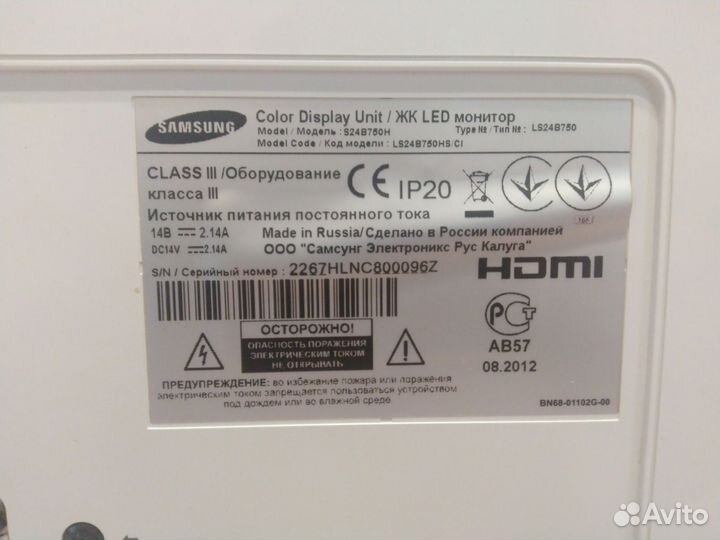 SAMSUNG
Color Display Unit / ЖК LED монитор
Model / Модель : S24B750H Type № / Тип № : LS24B750
Model Code / Код модели : LS24B750HS/CI
CLASS III /Оборудование
класса III
CE IP20
Источник питания постоянного тока
14В 2.14A Made in Russia/Сделано в России компанией
DC14V 2.14A ООО "Самсунг Электроникс Рус Калуга"
S/N / Серийный номер : 2267HLNC800096Z
HDMI
ОСТОРОЖНО!
ОПАСНОСТЬ ПОРАЖЕНИЯ
ЭЛЕКТРИЧЕСКИМ ТОКОМ
НЕ ОТКРЫВАТЬ
РСТ
АВ57
08.2012
ПРЕДУПРЕЖДЕНИЕ: во избежание пожара или поражения
электрическим током запрещается пользоваться устройством
под дождем или во влажной среде.
BN68-01102G-00
Avito